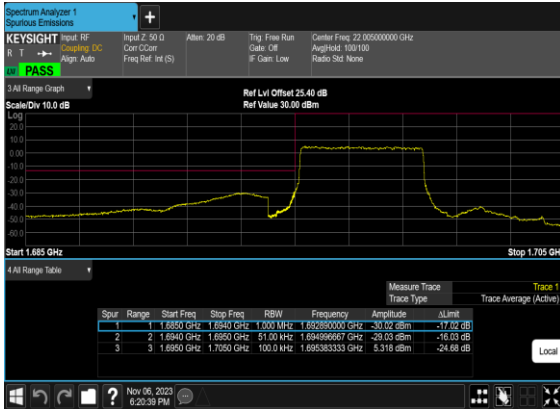 Spectrum Analyzer 1
Spurious Emissions
+
KEYSIGHT Input: RF Input Z: 50 Ω Atten: 20 dB Trig: Free Run Center Freq: 22.005000000 GHz
R T Coupling: DC Corr CCorr Gate: Off Avg|Hold: 100/100
Align: Auto Freq Ref: Int (S) IF Gain: Low Radio Std: None
PASS
3 All Range Graph
Ref Lvl Offset 25.40 dB
Scale/Div 10.0 dB Ref Value 30.00 dBm
Log
20.0
10.0
0.00
-10.0
-20.0
-30.0
-40.0
-50.0
-60.0
Start 1.685 GHz Stop 1.705 GH
4 All Range Table
Measure Trace Trace 1
Trace Type Trace Average (Active)
Spur Range Start Freq Stop Freq RBW Frequency Amplitude ΔLimit
1 1 1.6850 GHz 1.6940 GHz 1.000 MHz 1.692890000 GHz -30.02 dBm -17.02 dB
2 2 1.6940 GHz 1.6950 GHz 51.00 kHz 1.694996667 GHz -29.03 dBm -16.03 dB
3 3 1.6950 GHz 1.7050 GHz 100.0 kHz 1.695383333 GHz 5.318 dBm -24.68 dB
Local
? Nov 06, 2023
6:20:39 PM